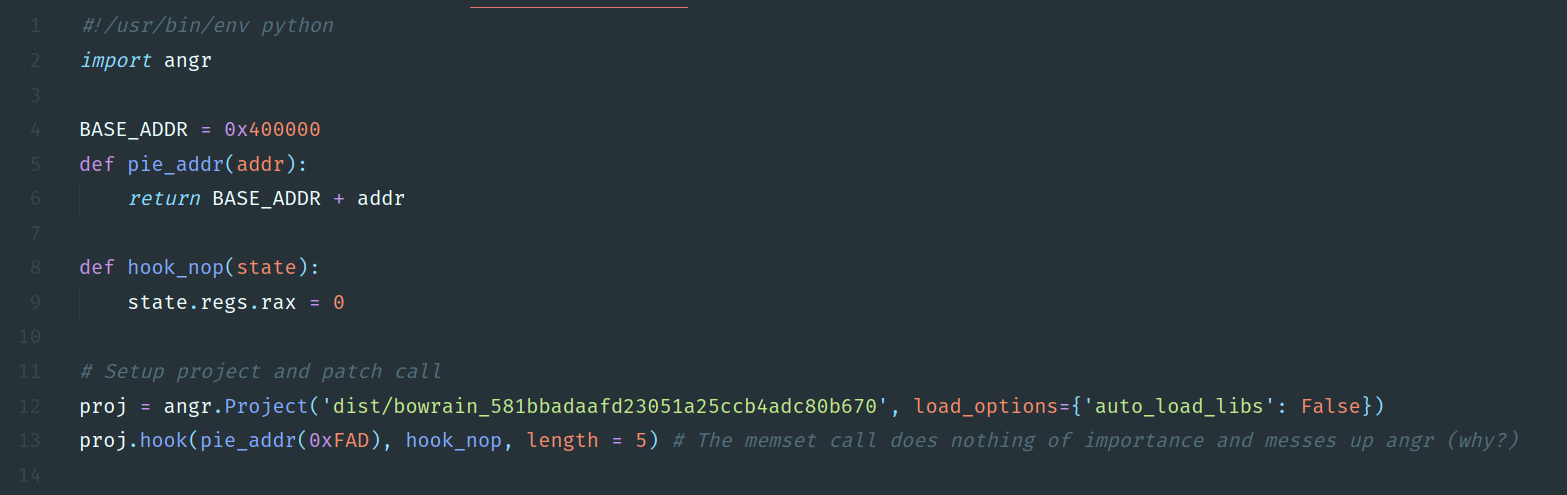 1 #!/usr/bin/env python
2 import angr
3
4 BASE_ADDR = 0x400000
5 def pie_addr(addr):
6     return BASE_ADDR + addr
7
8 def hook_nop(state):
9     state.regs.rax = 0
10
11 # Setup project and patch call
12 proj = angr.Project('dist/bowrain_581bbadaafd23051a25ccb4adc80b670', load_options={'auto_load_libs': False})
13 proj.hook(pie_addr(0xFAD), hook_nop, length = 5) # The memset call does nothing of importance and messes up angr (why?)
14